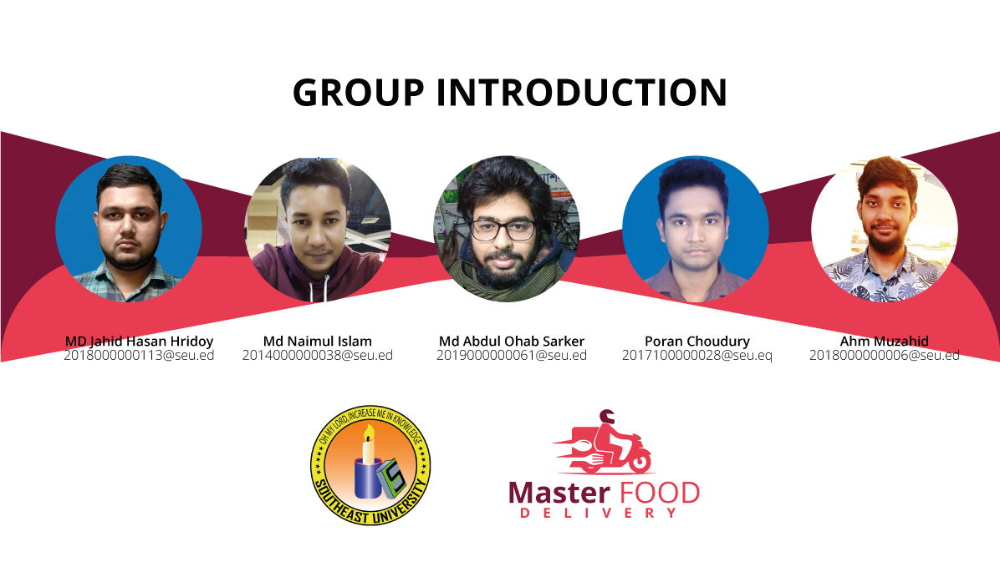 GROUP INTRODUCTION
MD Jahid Hasan Hridoy
2018000000113@seu.ed
Md Naimul Islam
2014000000038@seu.ed
Md Abdul Ohab Sarker
2019000000061@seu.ed
Poran Choudury
2017100000028@seu.eq
Ahm Muzahid
2018000000006@seu.ed
OH MY LORD, INCREASE ME IN KNOWLEDGE
SOUTHEAST UNIVERSITY
Master FOOD
DELIVERY